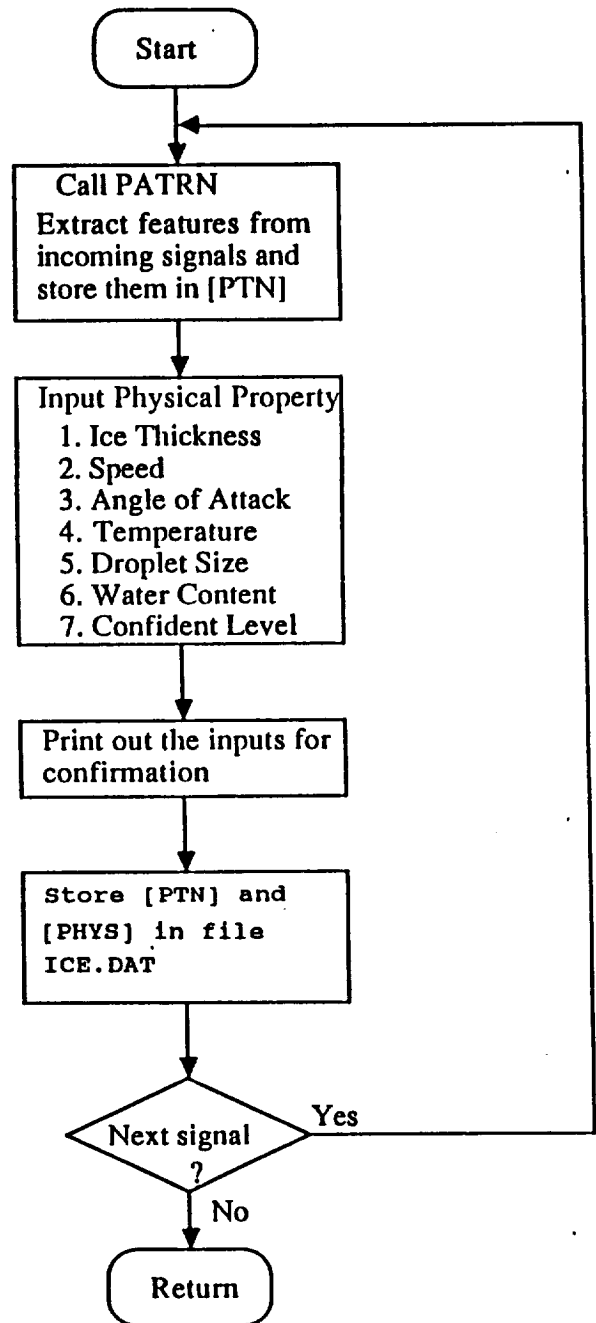 Start
Call PATRN
Extract features from
incoming signals and
store them in [PTN]
Input Physical Property
1. Ice Thickness
2. Speed
3. Angle of Attack
4. Temperature
5. Droplet Size
6. Water Content
7. Confident Level
Print out the inputs for
confirmation
Store [PTN] and
[PHYS] in file
ICE.DAT
Next signal
?
Yes
No
Return